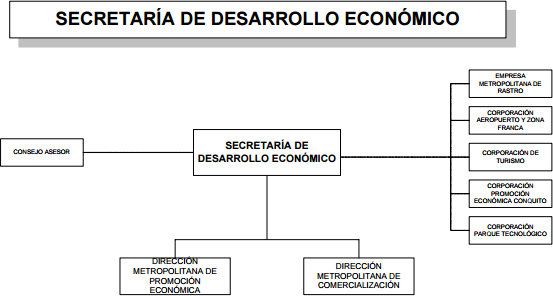 SECRETARÍA DE DESARROLLO ECONÓMICO
EMPRESA
METROPOLITANA DE
RASTRO
CORPORACIÓN
AEROPUERTO Y ZONA
FRANCA
CONSEJO ASESOR
SECRETARÍA DE
DESARROLLO ECONÓMICO
CORPORACIÓN DE
TURISMO
CORPORACIÓN
PROMOCIÓN
ECONÓMICA CONQUITO
CORPORACIÓN
PARQUE TECNOLÓGICO
DIRECCIÓN
METROPOLITANA DE
PROMOCIÓN
ECONÓMICA
DIRECCIÓN
METROPOLITANA DE
COMERCIALIZACIÓN